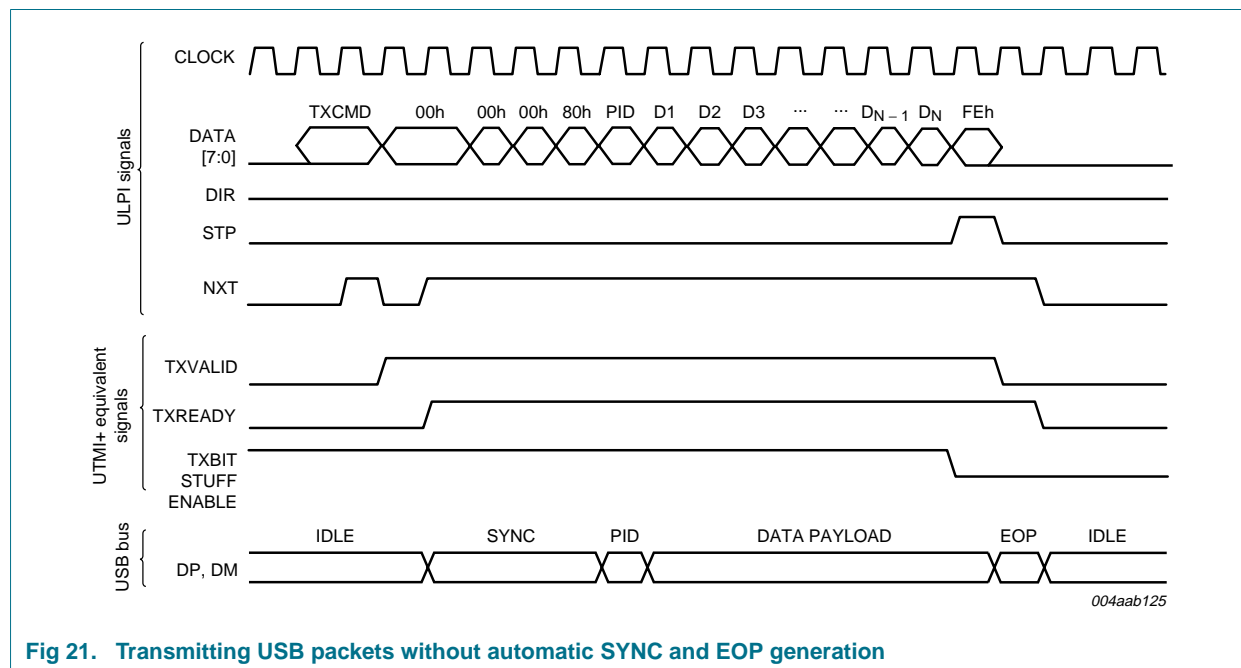 ULPI signals
CLOCK
TXCMD 00h 00h 00h 80h PID D1 D2 D3 ... ... DN − 1 DN FEh
DATA
[7:0]
DIR
STP
NXT
UTMI+ equivalent
signals
TXVALID
TXREADY
TXBIT
STUFF
ENABLE
USB bus
IDLE SYNC PID DATA PAYLOAD EOP IDLE
DP, DM
004aab125
Fig 21. Transmitting USB packets without automatic SYNC and EOP generation